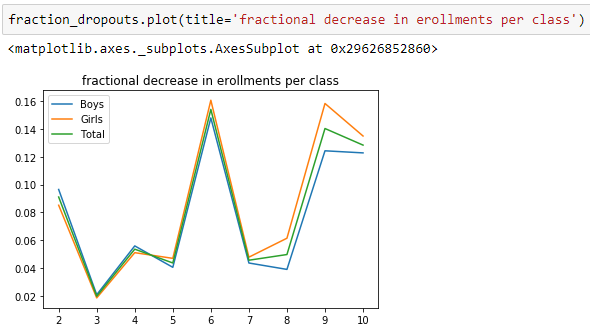 fraction_dropouts.plot(title='fractional decrease in erollments per class')
<matplotlib.axes._subplots.AxesSubplot at 0x29626852860>
fractional decrease in erollments per class
Boys
Girls
Total
0.16
0.14
0.12
0.10
0.08
0.06
0.04
0.02
2 3 4 5 6 7 8 9 10